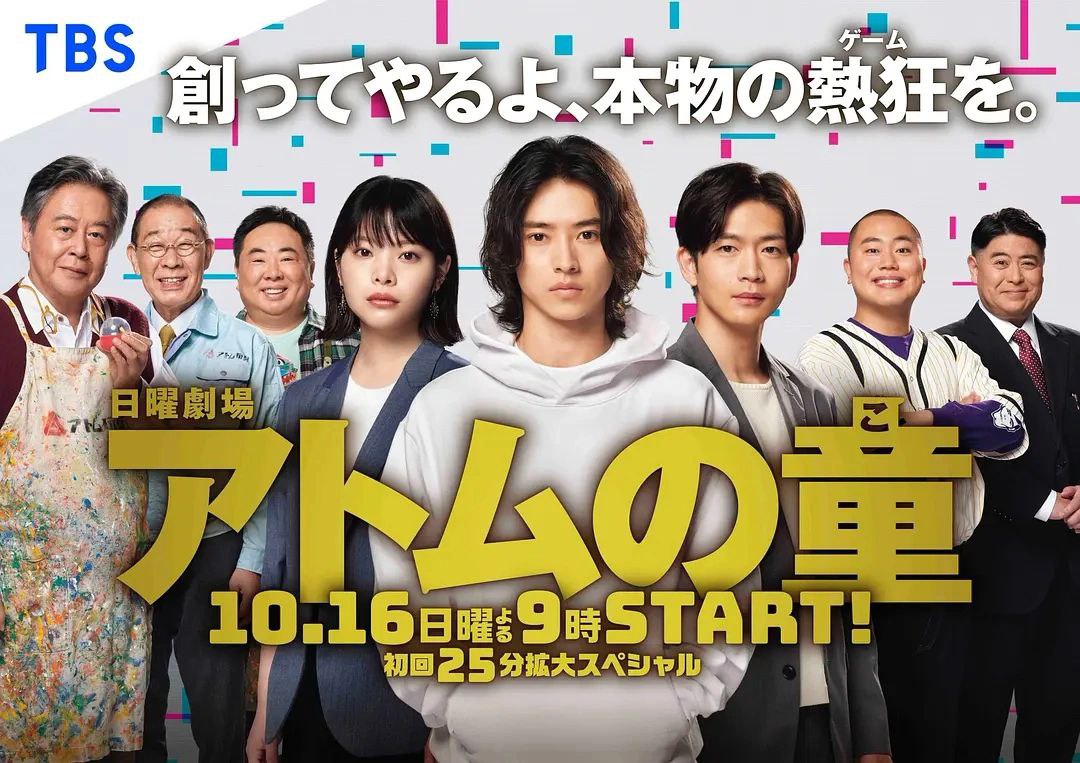 TBS
ゲーム
創ってやるよ、本物の熱狂を。
日曜劇場
こ
アトムの童
10.16日曜よる9時START!
初回25分拡大スペシャル